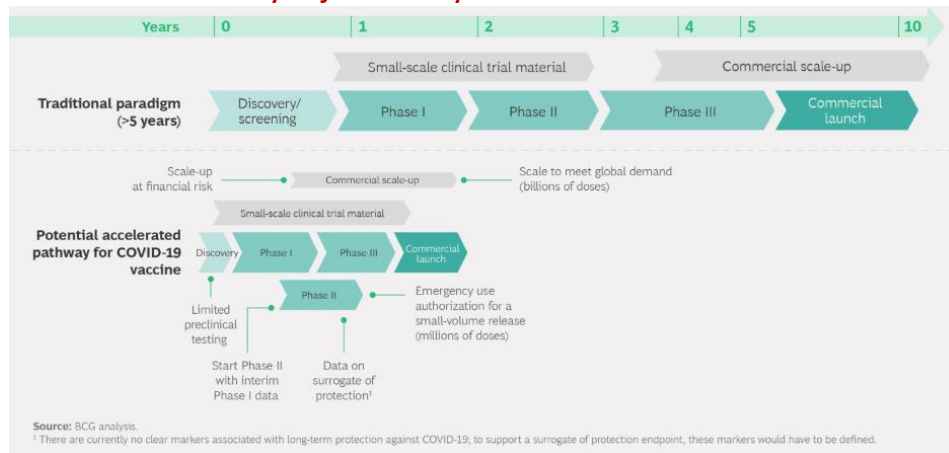 Years 0 1 2 3 4 5 10
Small-scale clinical trial material
Commercial scale-up
Traditional paradigm
(>5 years)
Discovery/
screening
Phase I
Phase II
Phase III
Commercial
launch
Scale-up
at financial risk
Commercial scale-up
Scale to meet global demand
(billions of doses)
Small-scale clinical trial material
Potential accelerated
pathway for COVID-19
vaccine
Discovery
Phase I
Phase III
Commercial
launch
Phase II
Limited
preclinical
testing
Emergency use
authorization for a
small-volume release
(millions of doses)
Start Phase II
with interim
Phase I data
Data on
surrogate of
protection¹
Source: BCG analysis.
¹ There are currently no clear markers associated with long-term protection against COVID-19; to support a surrogate of protection endpoint, these markers would have to be defined.